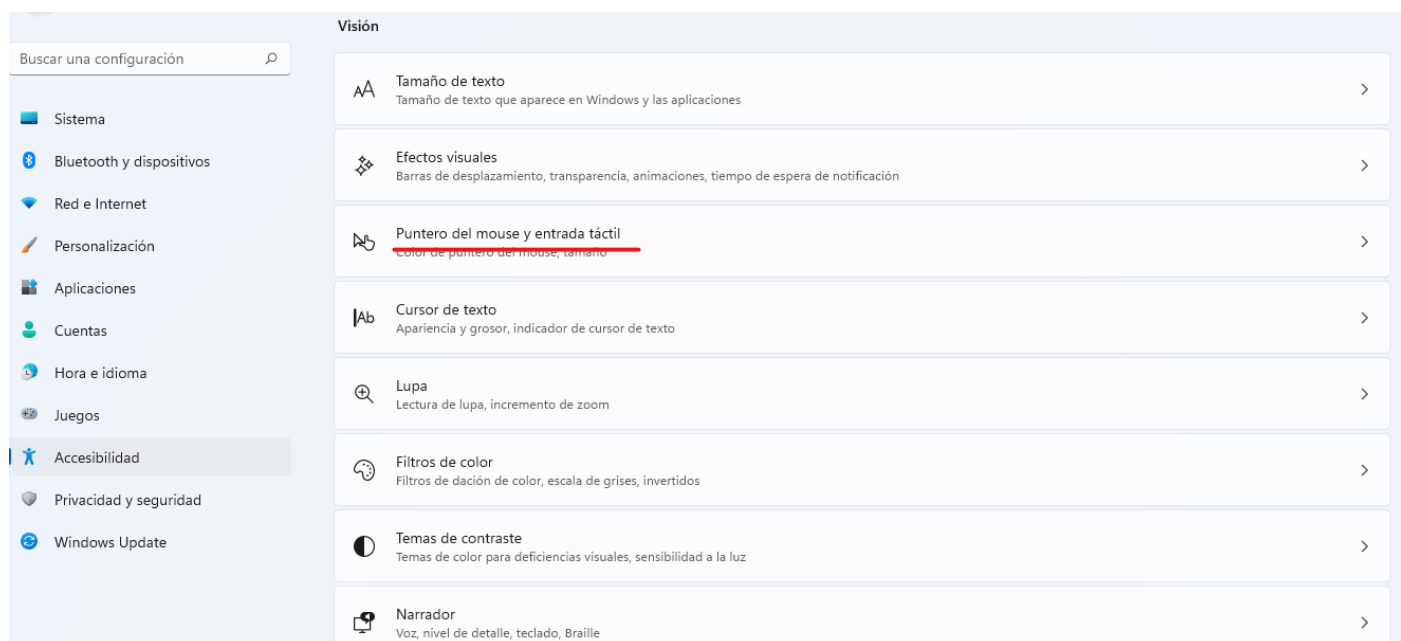 Buscar una configuración
Sistema
Bluetooth y dispositivos
Red e Internet
Personalización
Aplicaciones
Cuentas
Hora e idioma
Juegos
Accesibilidad
Privacidad y seguridad
Windows Update
Visión
Tamaño de texto
Tamaño de texto que aparece en Windows y las aplicaciones
Efectos visuales
Barras de desplazamiento, transparencia, animaciones, tiempo de espera de notificación
Puntero del mouse y entrada táctil
Color de puntero del mouse, tamaño
Cursor de texto
Apariencia y grosor, indicador de cursor de texto
Lupa
Lectura de lupa, incremento de zoom
Filtros de color
Filtros de dación de color, escala de grises, invertidos
Temas de contraste
Temas de color para deficiencias visuales, sensibilidad a la luz
Narrador
Voz, nivel de detalle, teclado, Braille